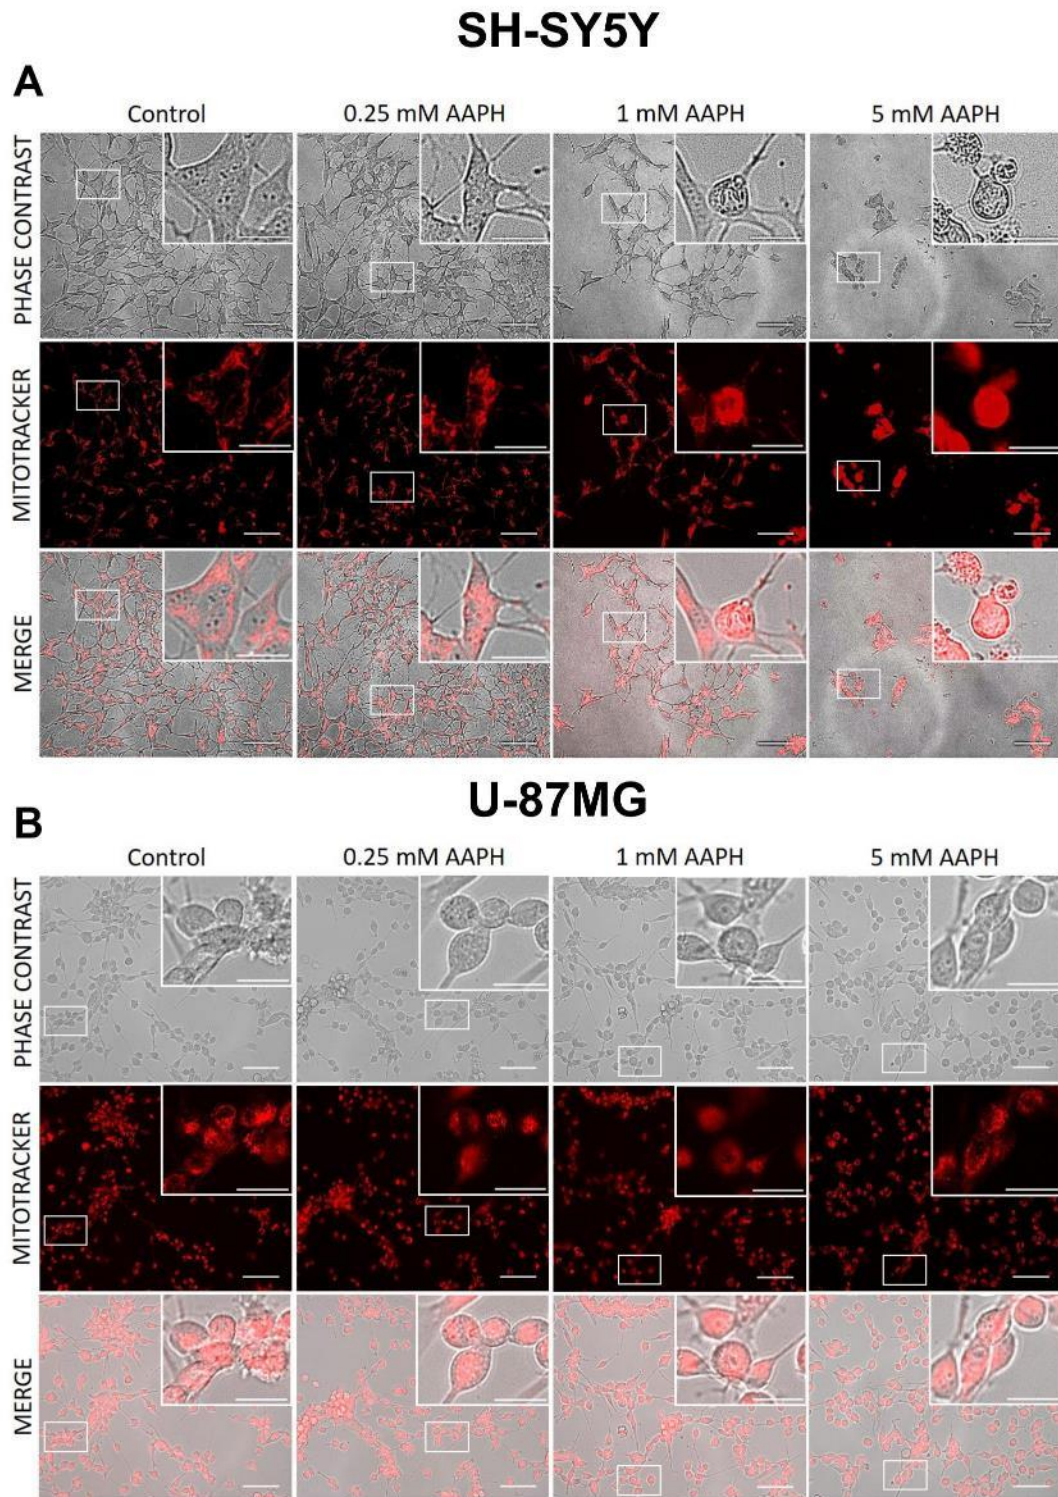 SH-SY5Y
A
Control 0.25 mM AAPH 1 mM AAPH 5 mM AAPH
PHASE CONTRAST
MITOTRACKER
MERGE
U-87MG
B
Control 0.25 mM AAPH 1 mM AAPH 5 mM AAPH
PHASE CONTRAST
MITOTRACKER
MERGE